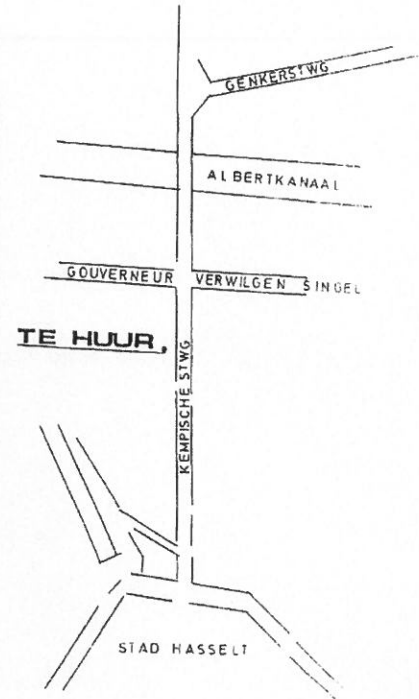 GENKERSTWG
ALBERTKANAAL
GOUVERNEUR VERWILGEN SINGEL
TE HUUR,
KEMPISCHE STWG
STAD HASSELT